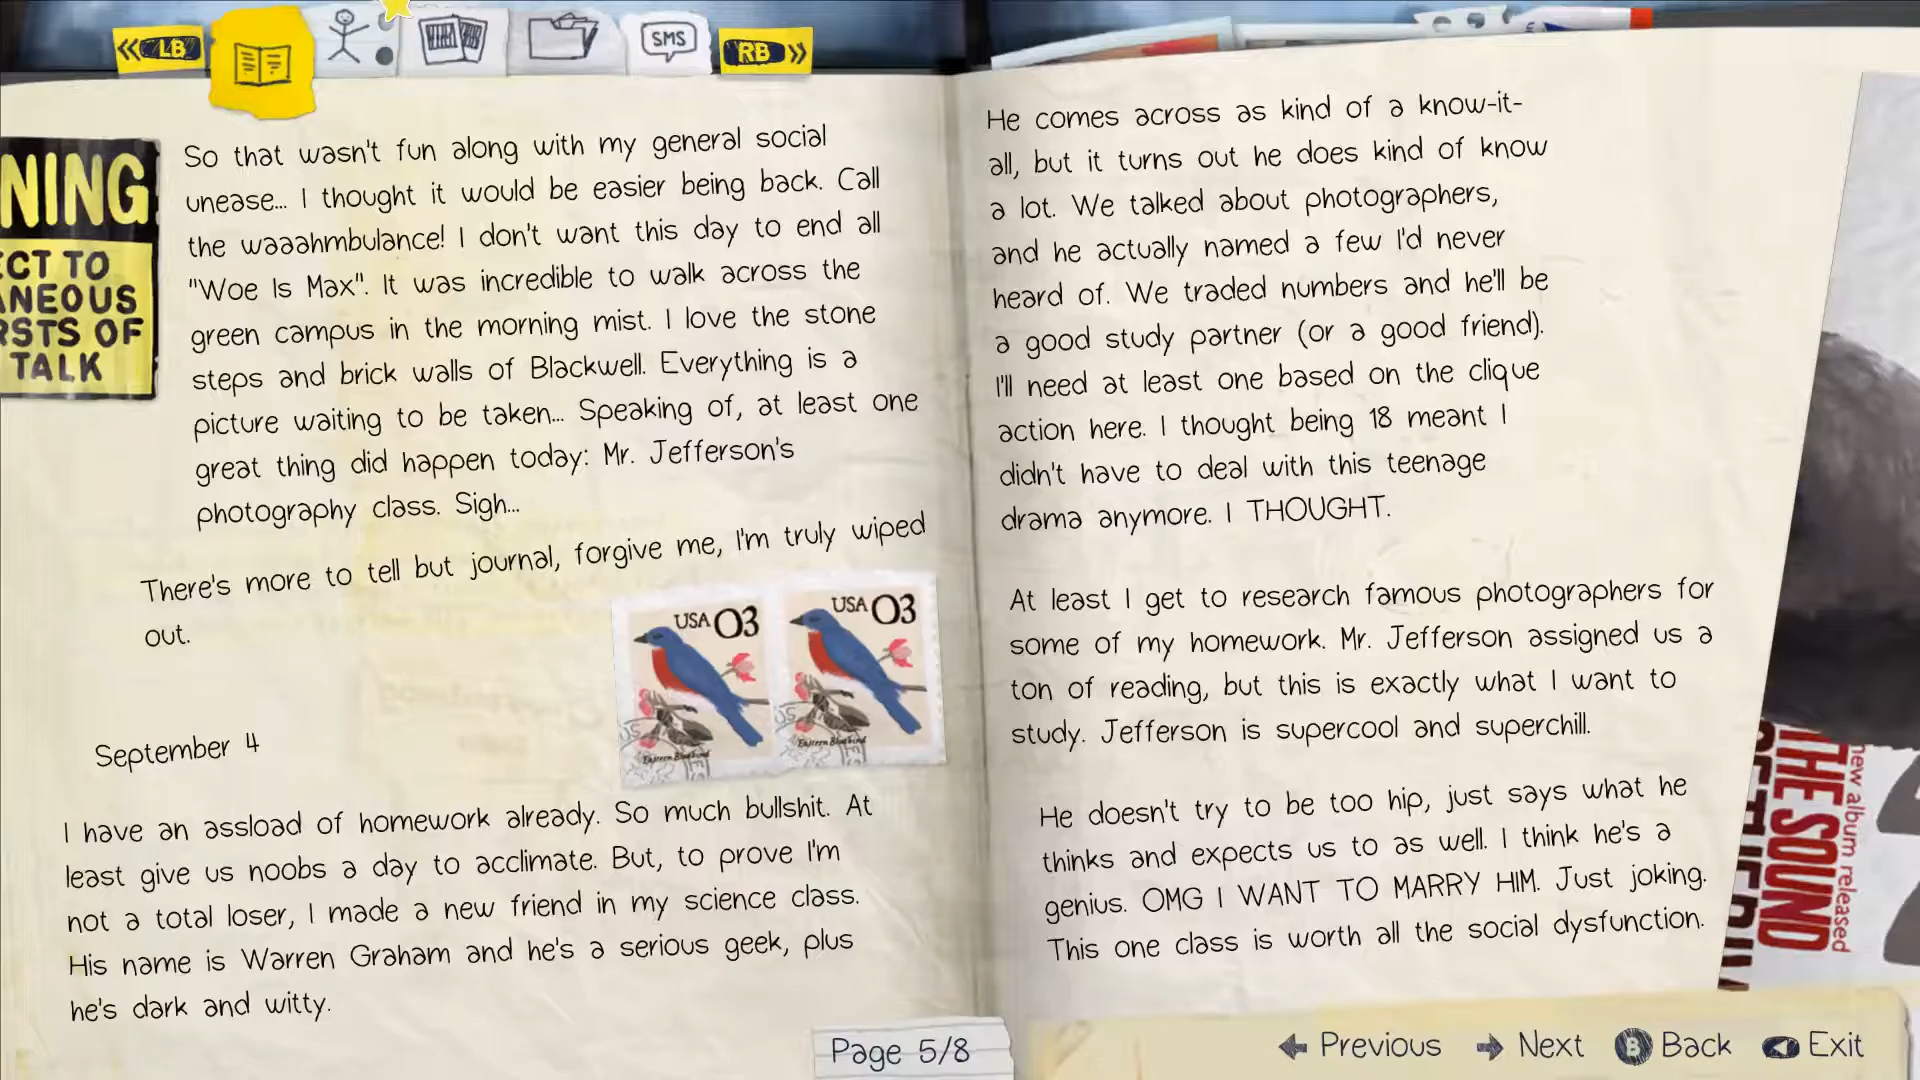 LB
SMS
RB
NING
ECT TO
ANEOUS
RSTS OF
TALK
So that wasn't fun along with my general social
unease... I thought it would be easier being back. Call
the waaahmbulance! I don't want this day to end all
"Woe Is Max". It was incredible to walk across the
green campus in the morning mist. I love the stone
steps and brick walls of Blackwell. Everything is a
picture waiting to be taken... Speaking of, at least one
great thing did happen today: Mr. Jefferson's
photography class. Sigh...
There's more to tell but journal, forgive me, I'm truly wiped
out.
USA 03
Eastern Bluebird
USA 03
Eastern Bluebird
September 4
I have an assload of homework already. So much bullshit. At
least give us noobs a day to acclimate. But, to prove I'm
not a total loser, I made a new friend in my science class.
His name is Warren Graham and he's a serious geek, plus
he's dark and witty.
He comes across as kind of a know-it-
all, but it turns out he does kind of know
a lot. We talked about photographers,
and he actually named a few I'd never
heard of. We traded numbers and he'll be
a good study partner (or a good friend).
I'll need at least one based on the clique
action here. I thought being 18 meant I
didn't have to deal with this teenage
drama anymore. I THOUGHT.
At least I get to research famous photographers for
some of my homework. Mr. Jefferson assigned us a
ton of reading, but this is exactly what I want to
study. Jefferson is supercool and superchill.
He doesn't try to be too hip, just says what he
thinks and expects us to as well. I think he's a
genius. OMG I WANT TO MARRY HIM. Just joking.
This one class is worth all the social dysfunction.
new album released
THE SOUND
Page 5/8
Previous
Next
B Back
Exit